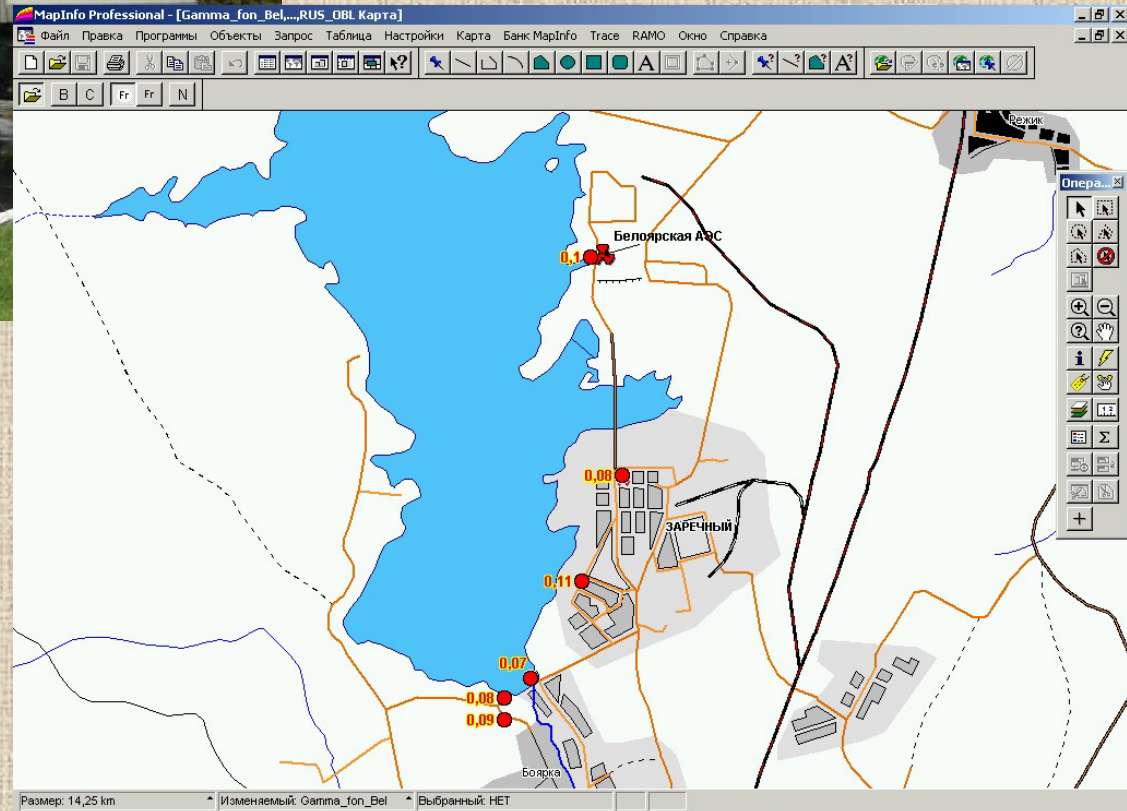 MapInfo Professional - [Gamma_fon_Bel,...,RUS_OBL Карта]
Файл Правка Программы Объекты Запрос Таблица Настройки Карта Банк MapInfo Trace RAMO Окно Справка
B C Fr Fr N
Режик
Опера...
Белоярская АЭС
0,1
0,08
ЗАРЕЧНЫЙ
0,11
0,07
0,08
0,09
Боярка
Размер: 14,25 km Изменяемый: Gamma_fon_Bel Выбранный: НЕТ